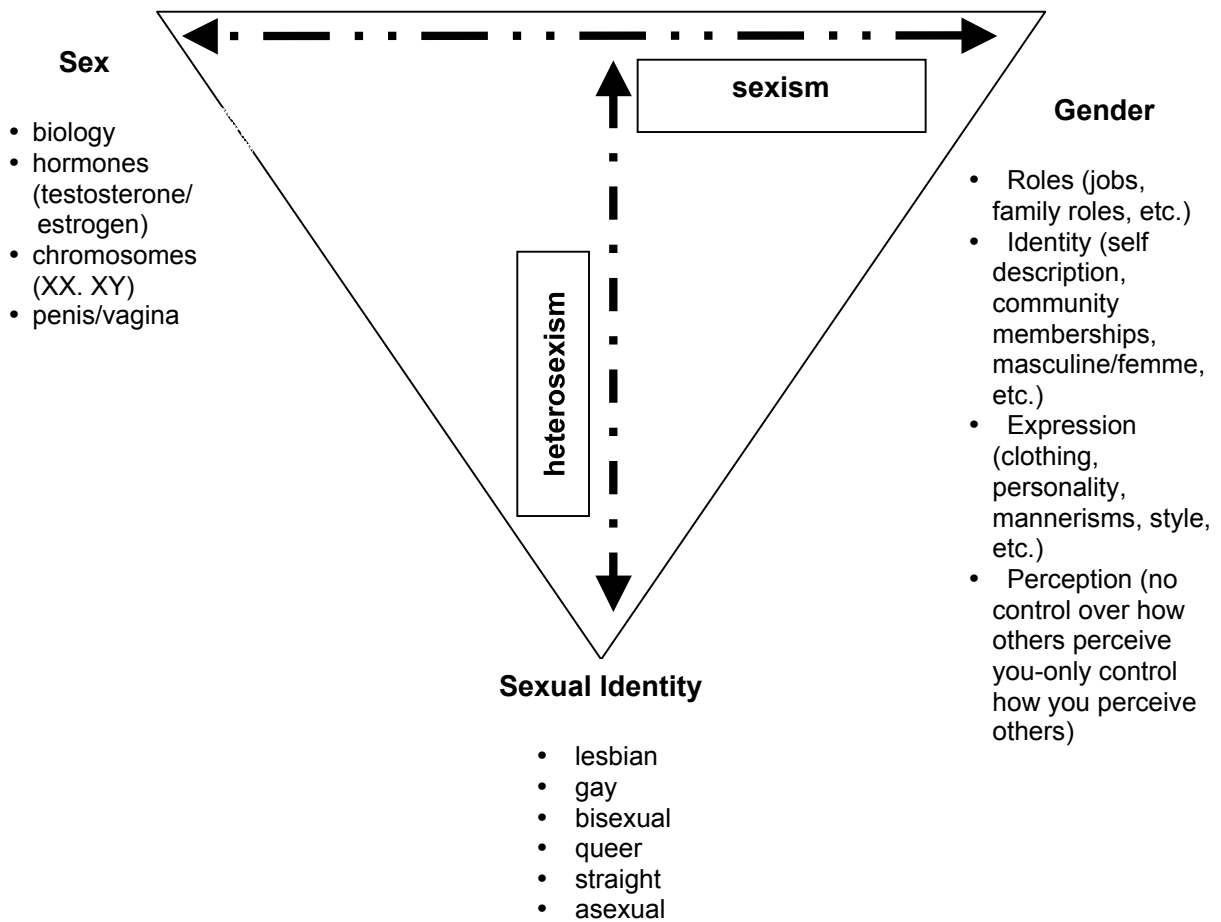 Sex
• biology
• hormones
(testosterone/
estrogen)
• chromosomes
(XX. XY)
• penis/vagina
sexism
heterosexism
Gender
• Roles (jobs,
family roles, etc.)
• Identity (self
description,
community
memberships,
masculine/femme,
etc.)
• Expression
(clothing,
personality,
mannerisms, style,
etc.)
• Perception (no
control over how
others perceive
you-only control
how you perceive
others)
Sexual Identity
• lesbian
• gay
• bisexual
• queer
• straight
• asexual